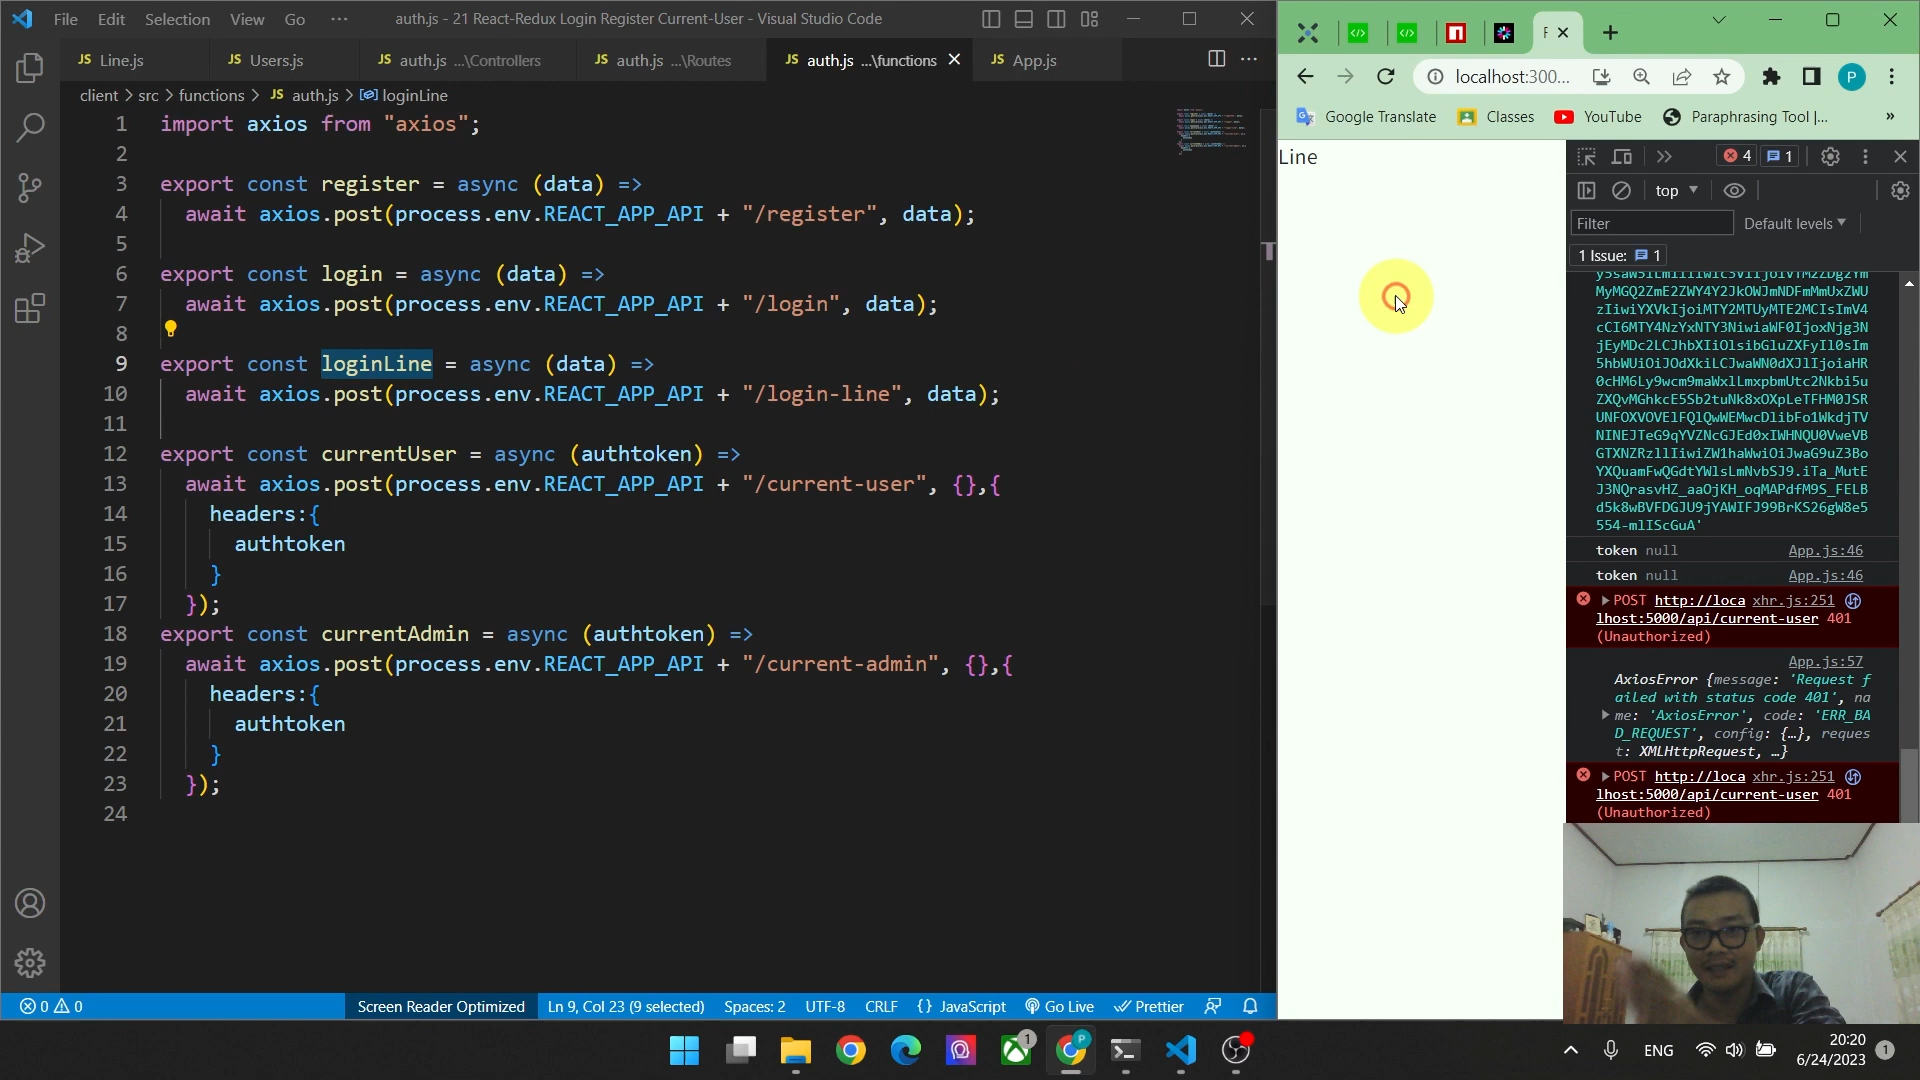 File Edit Selection View Go ··· auth.js - 21 React-Redux Login Register Current-User - Visual Studio Code
JS Line.js JS Users.js JS auth.js ...\Controllers JS auth.js ...\Routes JS auth.js ...\functions JS App.js
client > src > functions > JS auth.js > loginLine
1 import axios from "axios";
2
3 export const register = async (data) =>
4 await axios.post(process.env.REACT_APP_API + "/register", data);
5
6 export const login = async (data) =>
7 await axios.post(process.env.REACT_APP_API + "/login", data);
8
9 export const loginLine = async (data) =>
10 await axios.post(process.env.REACT_APP_API + "/login-line", data);
11
12 export const currentUser = async (authtoken) =>
13 await axios.post(process.env.REACT_APP_API + "/current-user", {},{
14 headers:{
15 authtoken
16 }
17 });
18 export const currentAdmin = async (authtoken) =>
19 await axios.post(process.env.REACT_APP_API + "/current-admin", {},{
20 headers:{
21 authtoken
22 }
23 });
24
0 0 Screen Reader Optimized Ln 9, Col 23 (9 selected) Spaces: 2 UTF-8 CRLF {} JavaScript Go Live Prettier
localhost:300... P
Google Translate Classes YouTube Paraphrasing Tool |... »
Line
4 1
top
Filter Default levels
1 Issue: 1
token null App.js:46
token null App.js:46
POST http://loca xhr.js:251
lhost:5000/api/current-user 401
(Unauthorized)
App.js:57
AxiosError {message: 'Request f
ailed with status code 401', na
me: 'AxiosError', code: 'ERR_BA
D_REQUEST', config: {…}, reques
t: XMLHttpRequest, …}
POST http://loca xhr.js:251
lhost:5000/api/current-user 401
(Unauthorized)
1 P ENG 20:20
6/24/2023 1